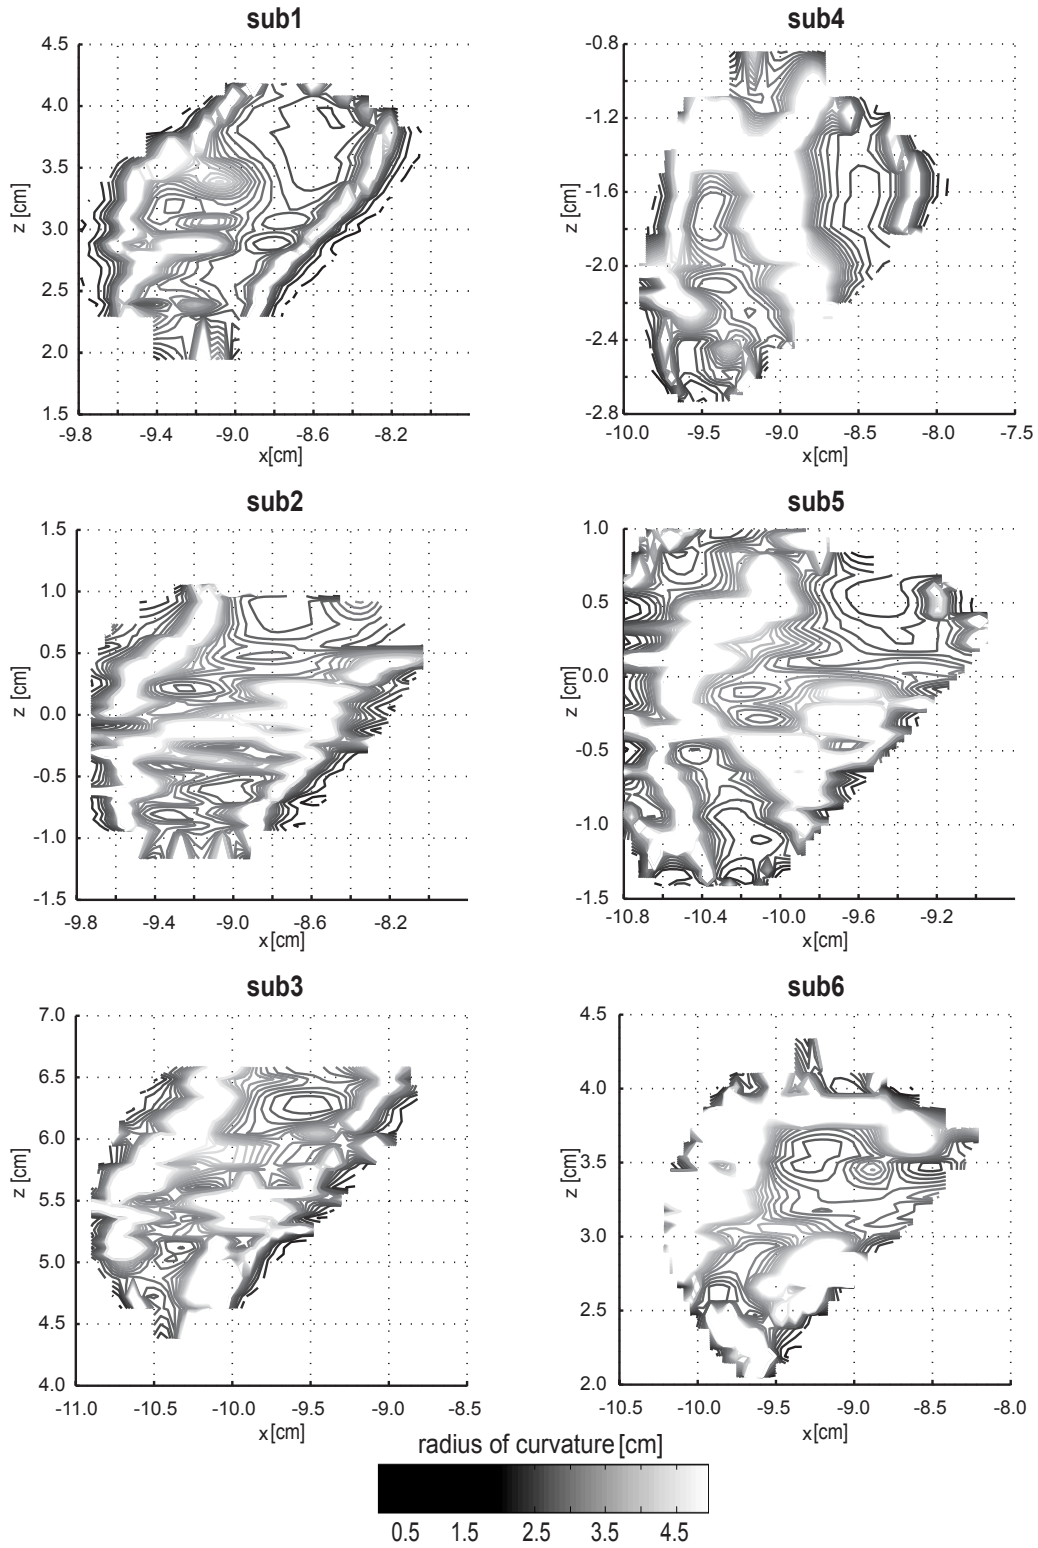 sub1
4.5
4.0
3.5
3.0
2.5
2.0
1.5
z [cm]
-9.8 -9.4 -9.0 -8.6 -8.2
x[cm]
sub4
-0.8
-1.2
-1.6
-2.0
-2.4
-2.8
z [cm]
-10.0 -9.5 -9.0 -8.5 -8.0 -7.5
x[cm]
sub2
1.5
1.0
0.5
0.0
-0.5
-1.0
-1.5
z [cm]
-9.8 -9.4 -9.0 -8.6 -8.2
x[cm]
sub5
1.0
0.5
0.0
-0.5
-1.0
-1.5
z [cm]
-10.8 -10.4 -10.0 -9.6 -9.2
x[cm]
sub3
7.0
6.5
6.0
5.5
5.0
4.5
4.0
z [cm]
-11.0 -10.5 -10.0 -9.5 -9.0 -8.5
x[cm]
sub6
4.5
4.0
3.5
3.0
2.5
2.0
z [cm]
-10.5 -10.0 -9.5 -9.0 -8.5 -8.0
x[cm]
radius of curvature [cm]
0.5 1.5 2.5 3.5 4.5